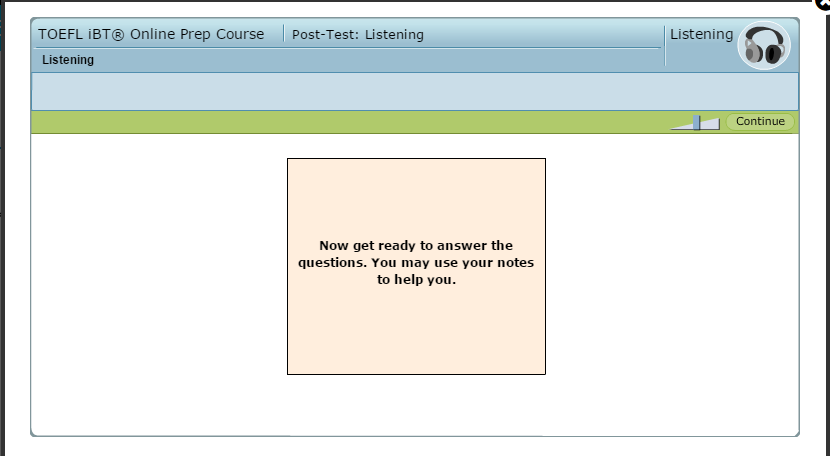 TOEFL iBT® Online Prep Course
Post-Test: Listening
Listening
Listening
Continue
Now get ready to answer the
questions. You may use your notes
to help you.